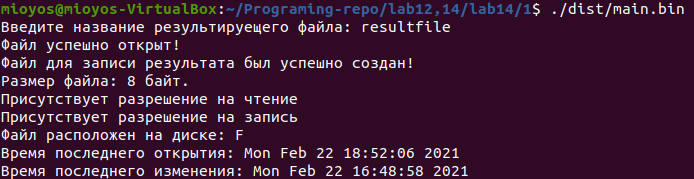 mioyos@mioyos-VirtualBox:~/Programing-repo/lab12,14/lab14/1$ ./dist/main.bin
Введите название результируещего файла: resultfile
Файл успешно открыт!
Файл для записи результата был успешно создан!
Размер файла: 8 байт.
Присутствует разрешение на чтение
Присутствует разрешение на запись
Файл расположен на диске: F
Время последнего открытия: Mon Feb 22 18:52:06 2021
Время последнего изменения: Mon Feb 22 16:48:58 2021